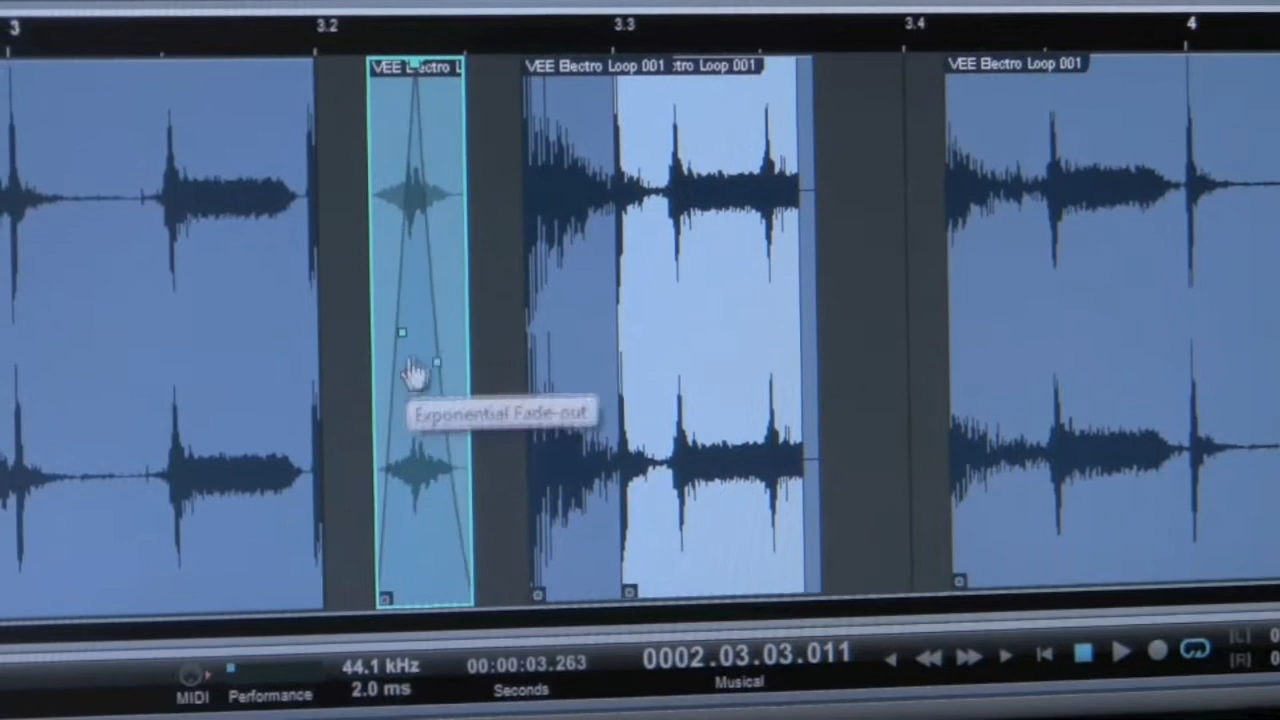 3 3.2 3.3 3.4 4
VEE Electro L
VEE Electro Loop 001
tro Loop 001
VEE Electro Loop 001
Exponential Fade-out
44.1 kHz
00:00:03.263
0002.03.03.011
[L]
MIDI
Performance
2.0 ms
Seconds
Musical
[R]